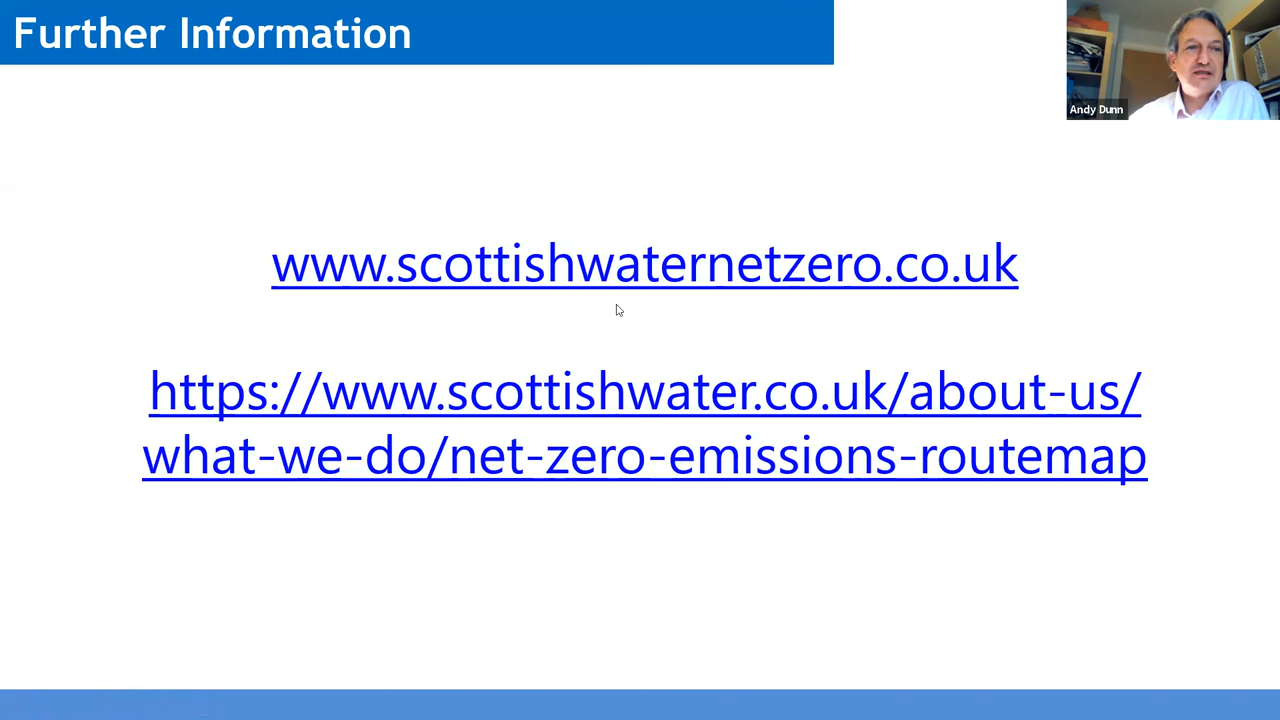 Further Information
Andy Dunn
www.scottishwaternetzero.co.uk
https://www.scottishwater.co.uk/about-us/
what-we-do/net-zero-emissions-routemap